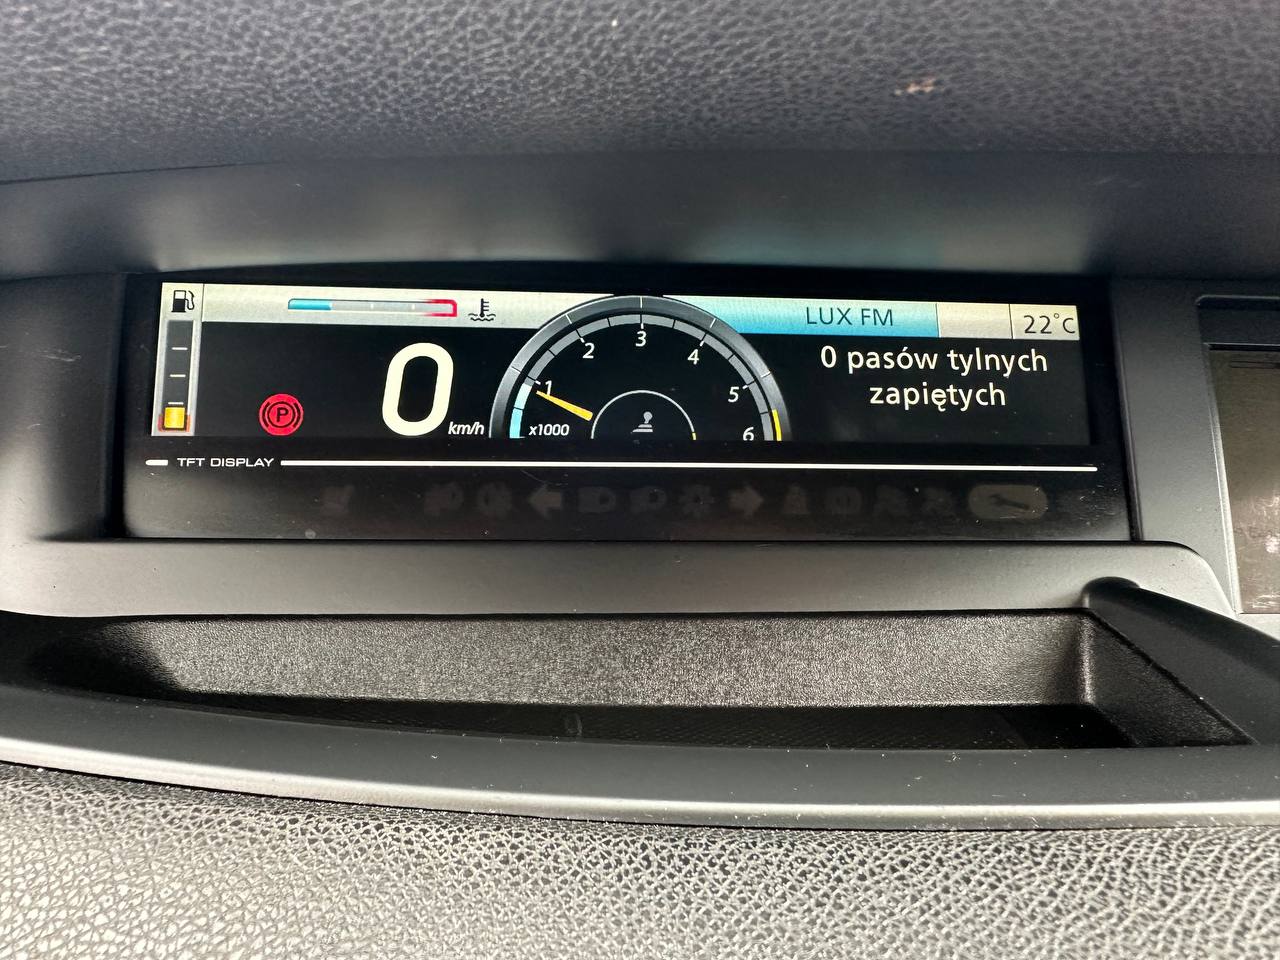 LUX FM
22°C
0 pasów tylnych
zapiętych
P
0
km/h
1
2
3
4
5
6
x1000
TFT DISPLAY